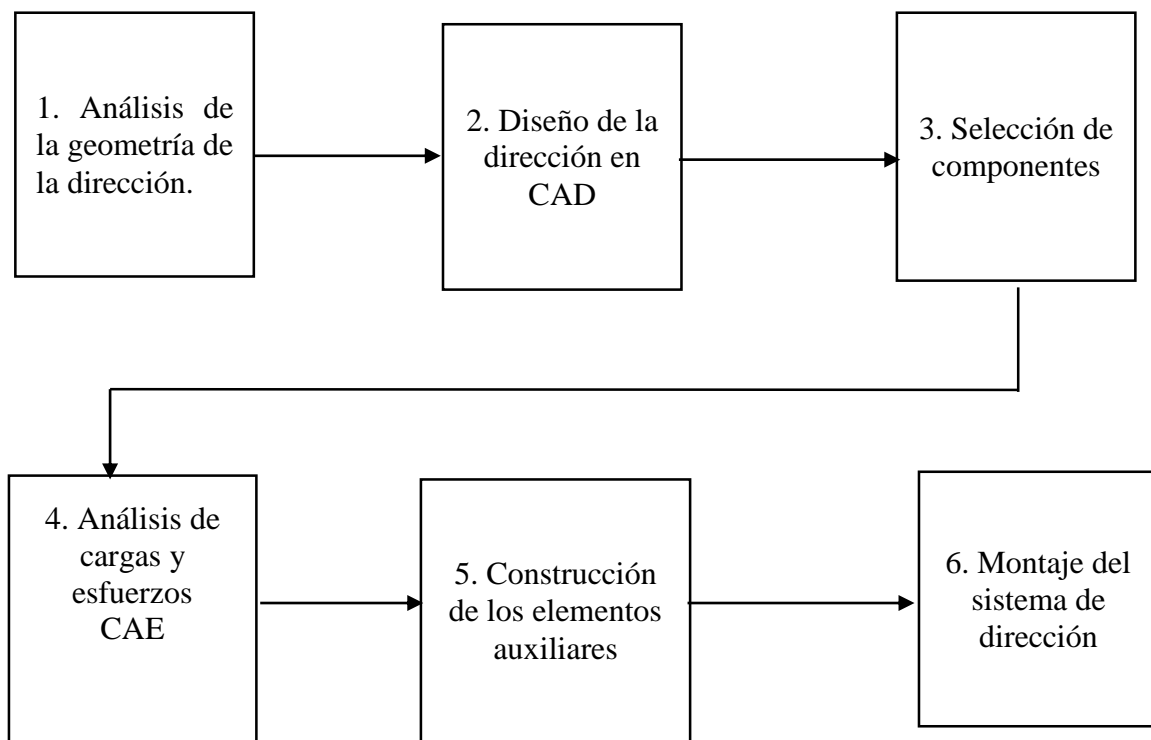 1. Análisis de
la geometría de
la dirección.
2. Diseño de la
dirección en
CAD
3. Selección de
componentes
4. Análisis de
cargas y
esfuerzos
CAE
5. Construcción
de los elementos
auxiliares
6. Montaje del
sistema de
dirección